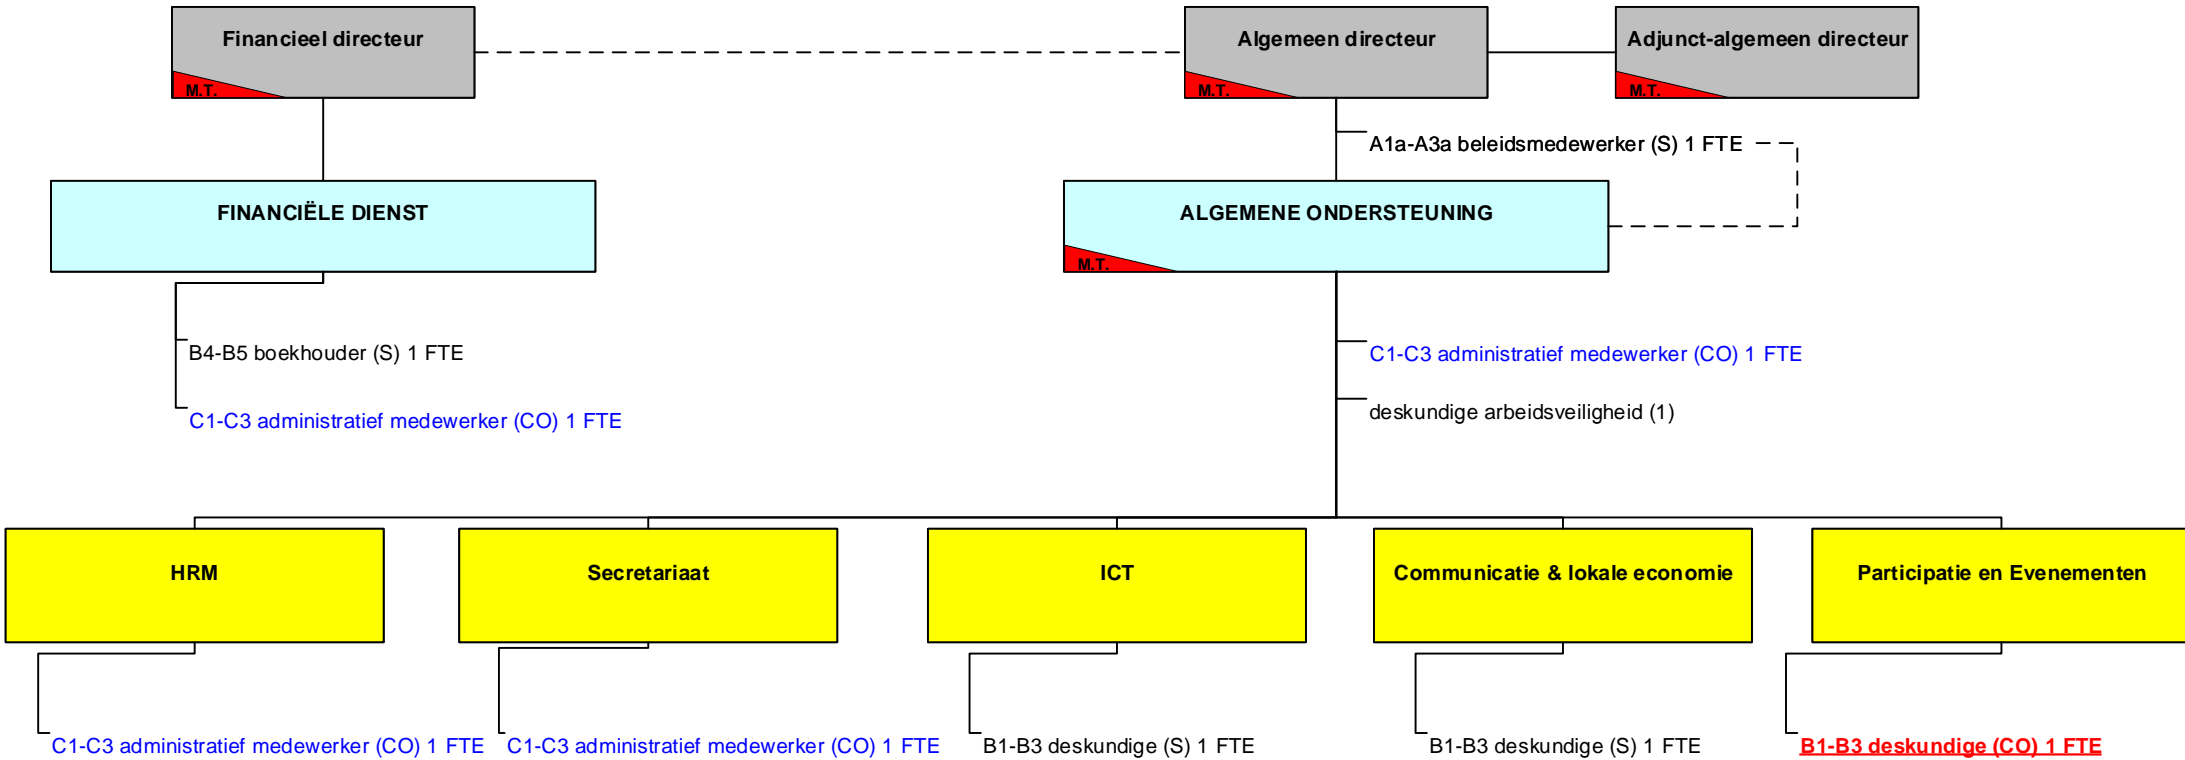 Financieel directeur
M.T.
Algemeen directeur
M.T.
Adjunct-algemeen directeur
M.T.
A1a-A3a beleidsmedewerker (S) 1 FTE
FINANCIËLE DIENST
ALGEMENE ONDERSTEUNING
M.T.
B4-B5 boekhouder (S) 1 FTE
C1-C3 administratief medewerker (CO) 1 FTE
C1-C3 administratief medewerker (CO) 1 FTE
deskundige arbeidsveiligheid (1)
HRM
Secretariaat
ICT
Communicatie & lokale economie
Participatie en Evenementen
C1-C3 administratief medewerker (CO) 1 FTE
C1-C3 administratief medewerker (CO) 1 FTE
B1-B3 deskundige (S) 1 FTE
B1-B3 deskundige (S) 1 FTE
B1-B3 deskundige (CO) 1 FTE